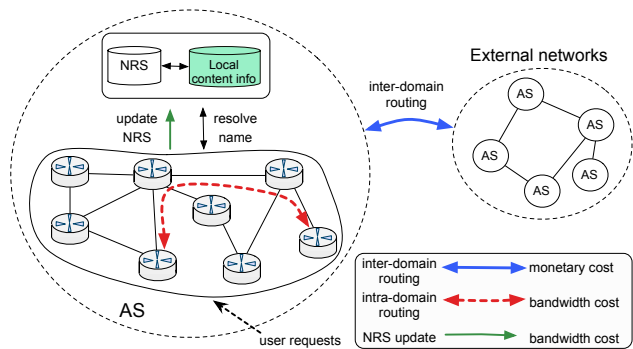 External networks
NRS
Local
content info
update
NRS
resolve
name
inter-domain
routing
AS
AS
AS
AS
AS
AS
user requests
inter-domain
routing
monetary cost
intra-domain
routing
bandwidth cost
NRS update
bandwidth cost